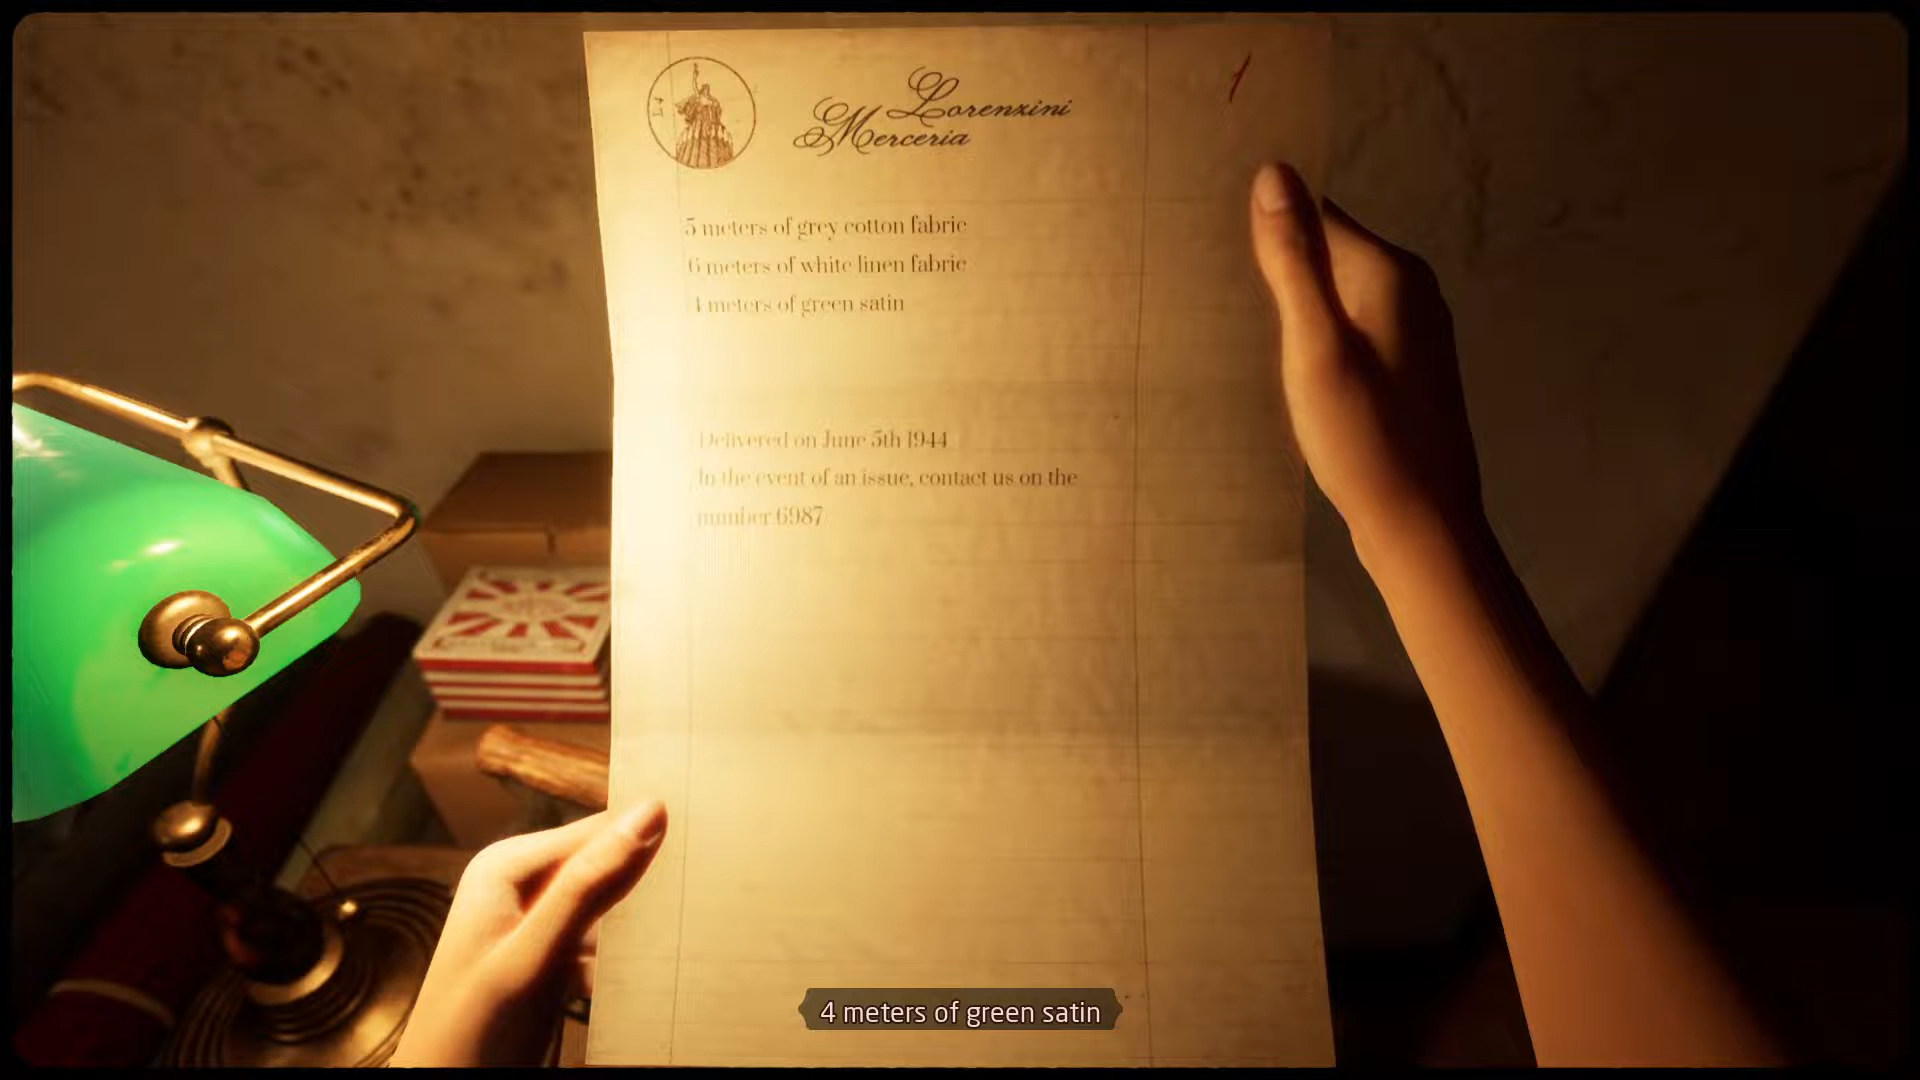 Lorenzini
Merceria
1
5 meters of grey cotton fabric
6 meters of white linen fabric
4 meters of green satin
Delivered on June 5th 1944
In the event of an issue, contact us on the
number 6987
4 meters of green satin